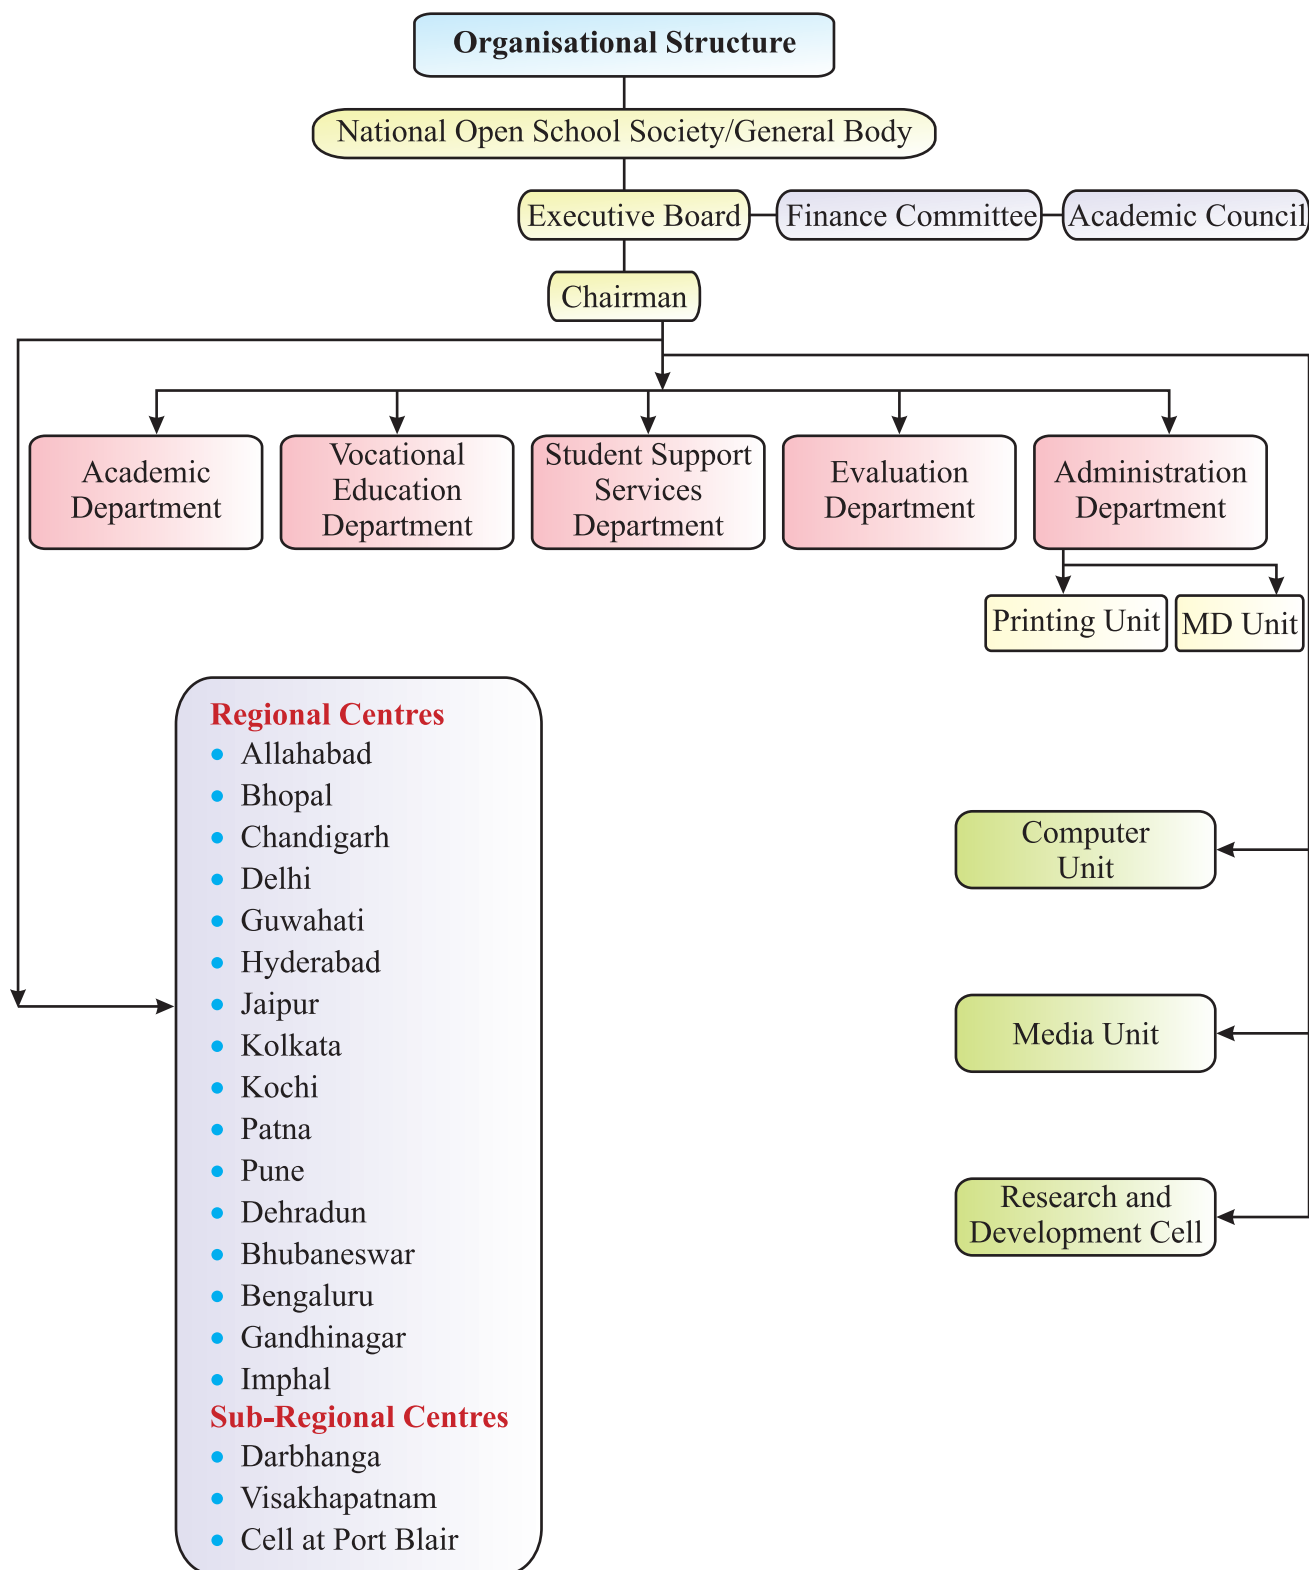 Organisational Structure
National Open School Society/General Body
Executive Board
Finance Committee
Academic Council
Chairman
Academic
Department
Vocational
Education
Department
Student Support
Services
Department
Evaluation
Department
Administration
Department
Printing Unit
MD Unit
Regional Centres
Allahabad
Bhopal
Chandigarh
Delhi
Guwahati
Hyderabad
Jaipur
Kolkata
Kochi
Patna
Pune
Dehradun
Bhubaneswar
Bengaluru
Gandhinagar
Imphal
Sub-Regional Centres
Darbhanga
Visakhapatnam
Cell at Port Blair
Computer
Unit
Media Unit
Research and
Development Cell